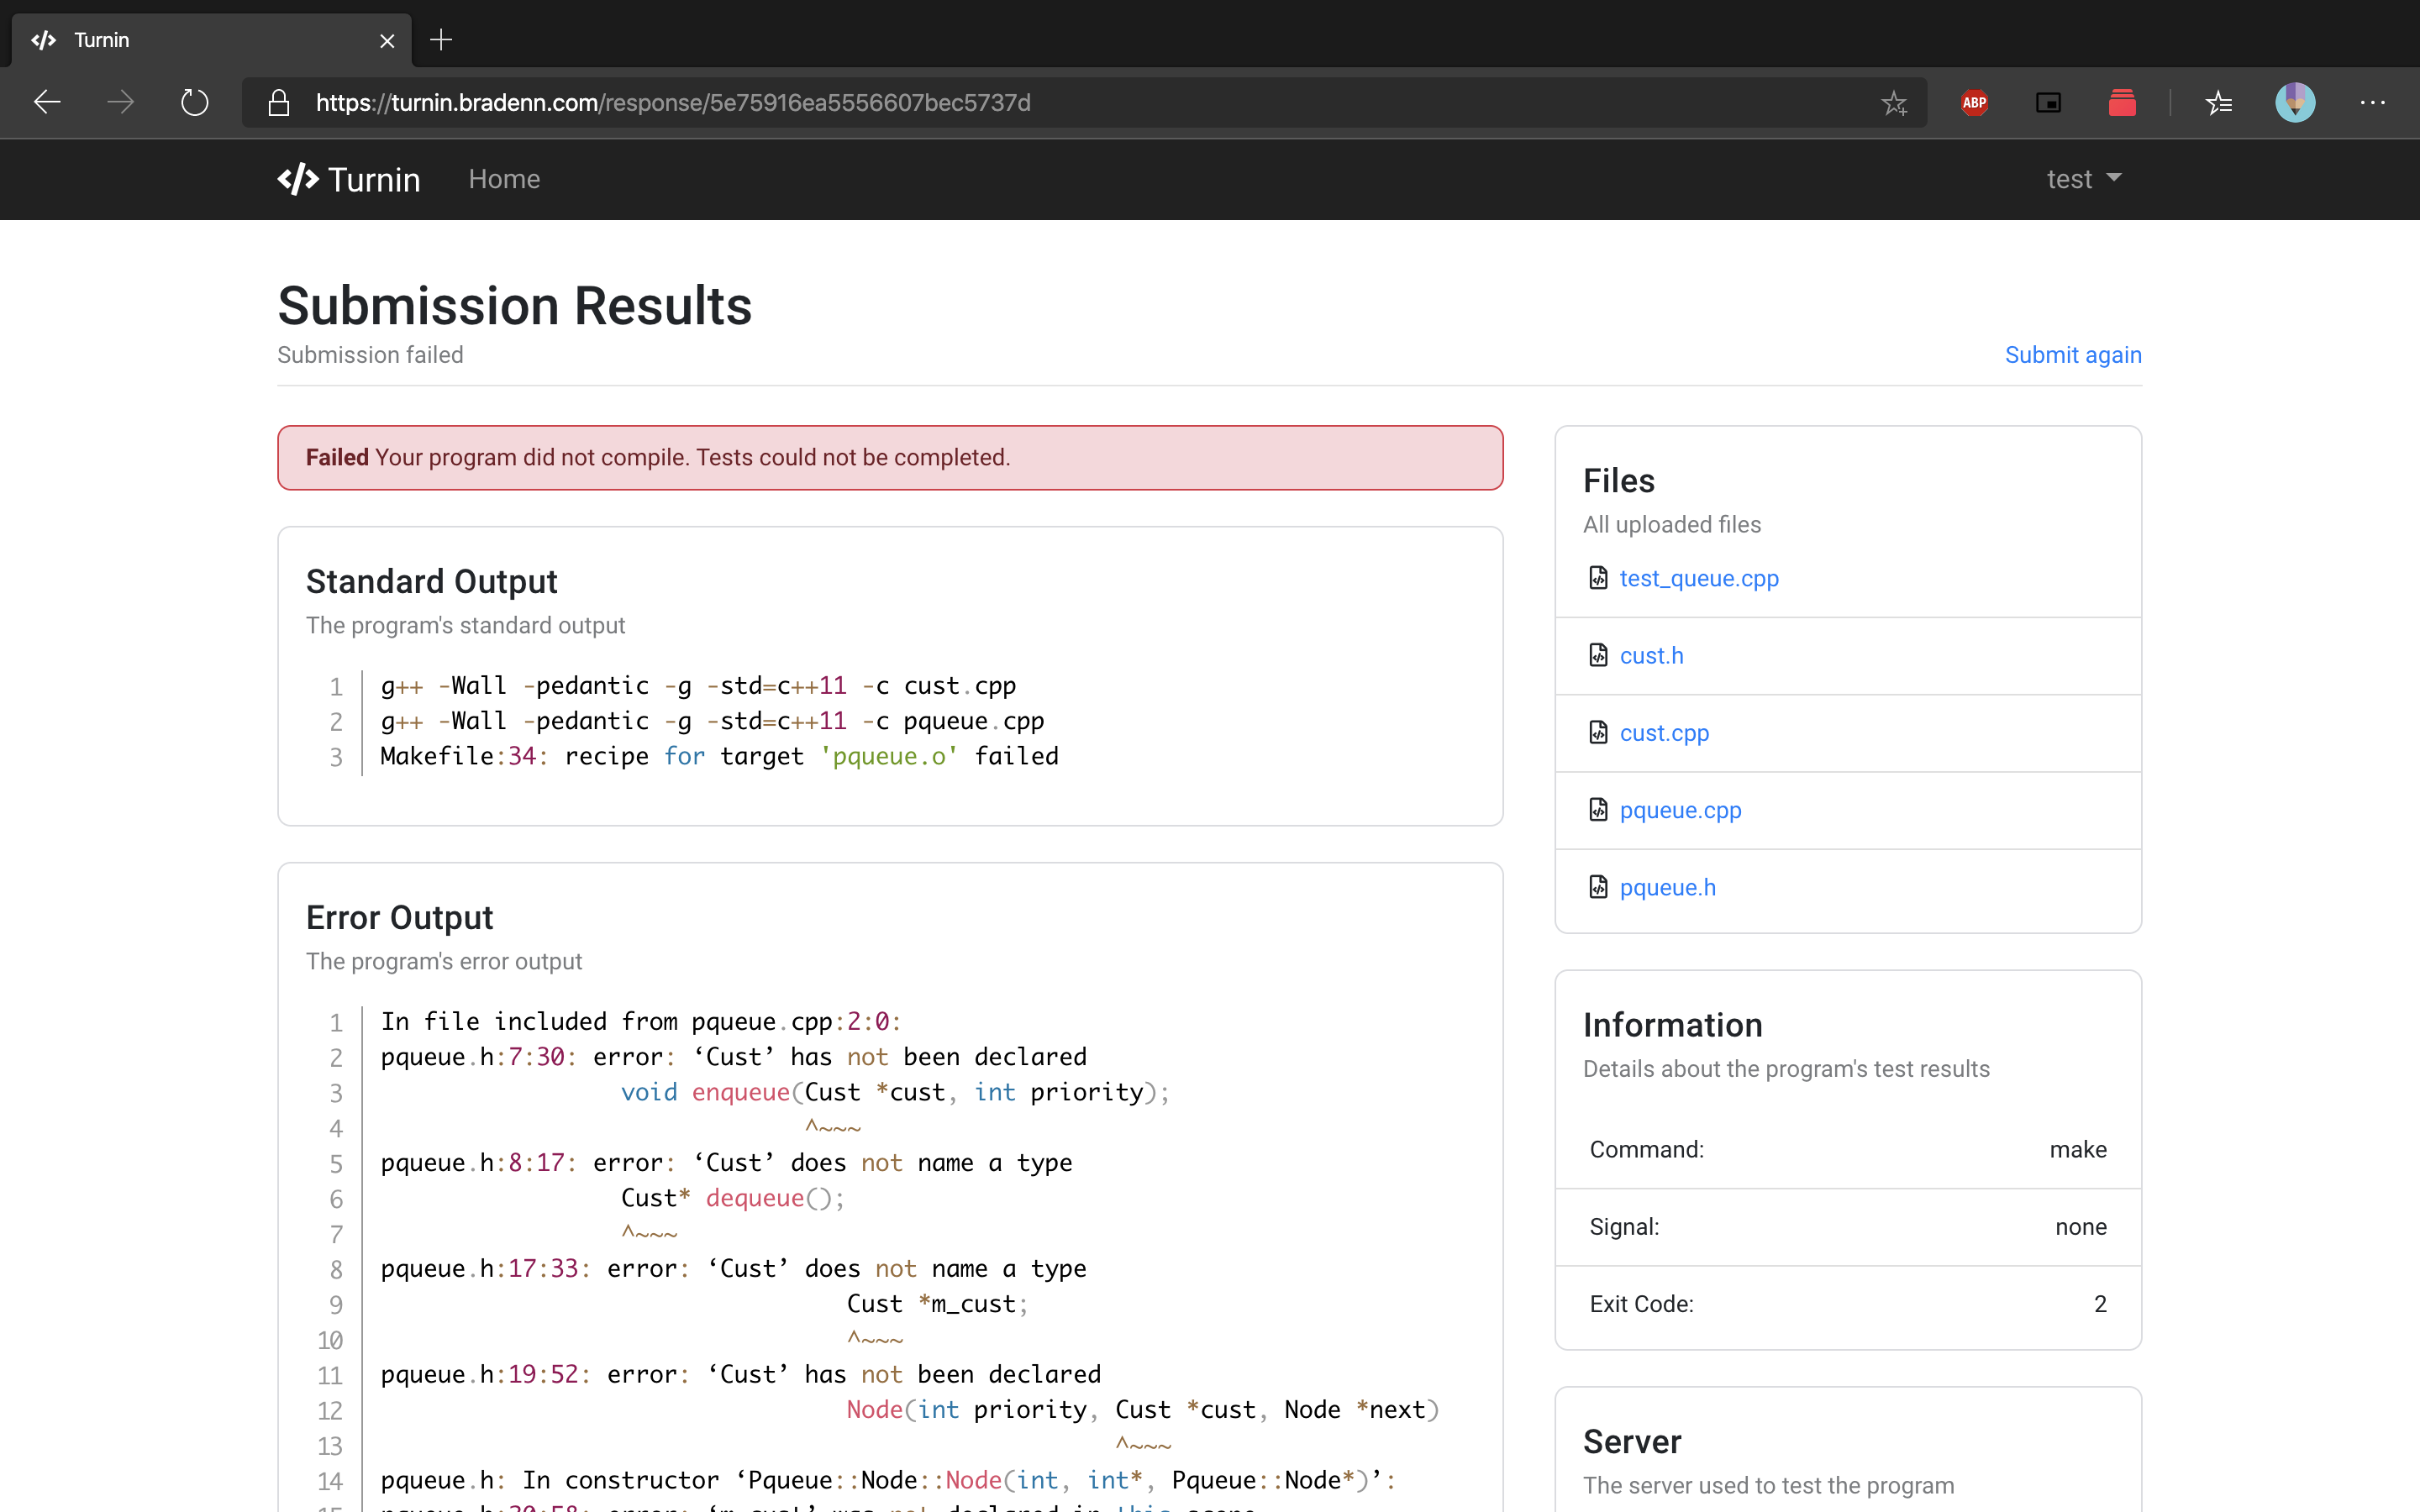 Turnin
https://turnin.bradenn.com/response/5e75916ea5556607bec5737d
ABP
Turnin
Home
test
Submission Results
Submission failed
Submit again
Failed Your program did not compile. Tests could not be completed.
Standard Output
The program's standard output
1 g++ -Wall -pedantic -g -std=c++11 -c cust.cpp
2 g++ -Wall -pedantic -g -std=c++11 -c pqueue.cpp
3 Makefile:34: recipe for target 'pqueue.o' failed
Error Output
The program's error output
1 In file included from pqueue.cpp:2:0:
2 pqueue.h:7:30: error: ‘Cust’ has not been declared
3 void enqueue(Cust *cust, int priority);
4 ^~~~
5 pqueue.h:8:17: error: ‘Cust’ does not name a type
6 Cust* dequeue();
7 ^~~~
8 pqueue.h:17:33: error: ‘Cust’ does not name a type
9 Cust *m_cust;
10 ^~~~
11 pqueue.h:19:52: error: ‘Cust’ has not been declared
12 Node(int priority, Cust *cust, Node *next)
13 ^~~~
14 pqueue.h: In constructor ‘Pqueue::Node::Node(int, int*, Pqueue::Node*)’:
Files
All uploaded files
test_queue.cpp
cust.h
cust.cpp
pqueue.cpp
pqueue.h
Information
Details about the program's test results
Command: make
Signal: none
Exit Code: 2
Server
The server used to test the program